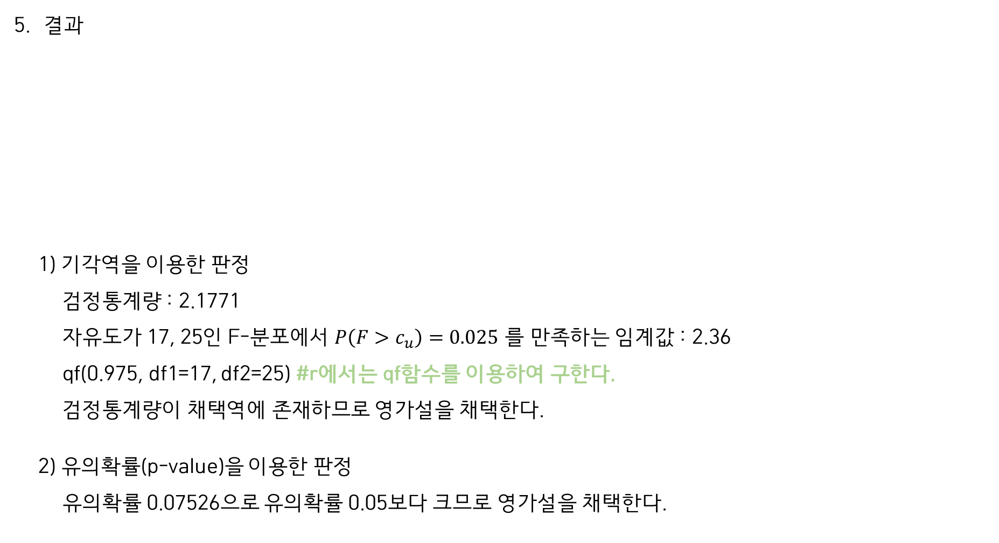 5. 결과
1) 기각역을 이용한 판정
검정통계량 : 2.1771
자유도가 17, 25인 F-분포에서 P(F > c_u) = 0.025 를 만족하는 임계값 : 2.36
qf(0.975, df1=17, df2=25) #r에서는 qf함수를 이용하여 구한다.
검정통계량이 채택역에 존재하므로 영가설을 채택한다.
2) 유의확률(p-value)을 이용한 판정
유의확률 0.07526으로 유의확률 0.05보다 크므로 영가설을 채택한다.